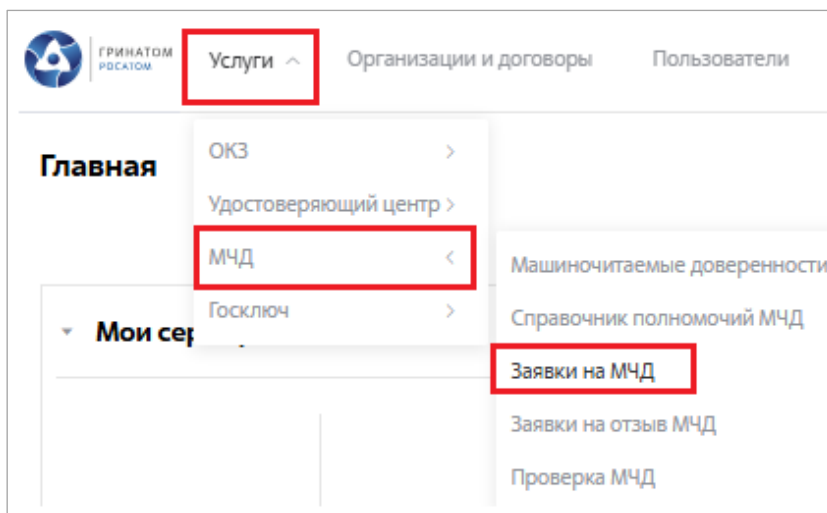 ГРИНАТОМ
РОСАТОМ
Услуги
Организации и договоры
Пользователи
Главная
ОКЗ
Удостоверяющий центр
МЧД
Госключ
Машиночитаемые доверенности
Справочник полномочий МЧД
Заявки на МЧД
Заявки на отзыв МЧД
Проверка МЧД
Мои